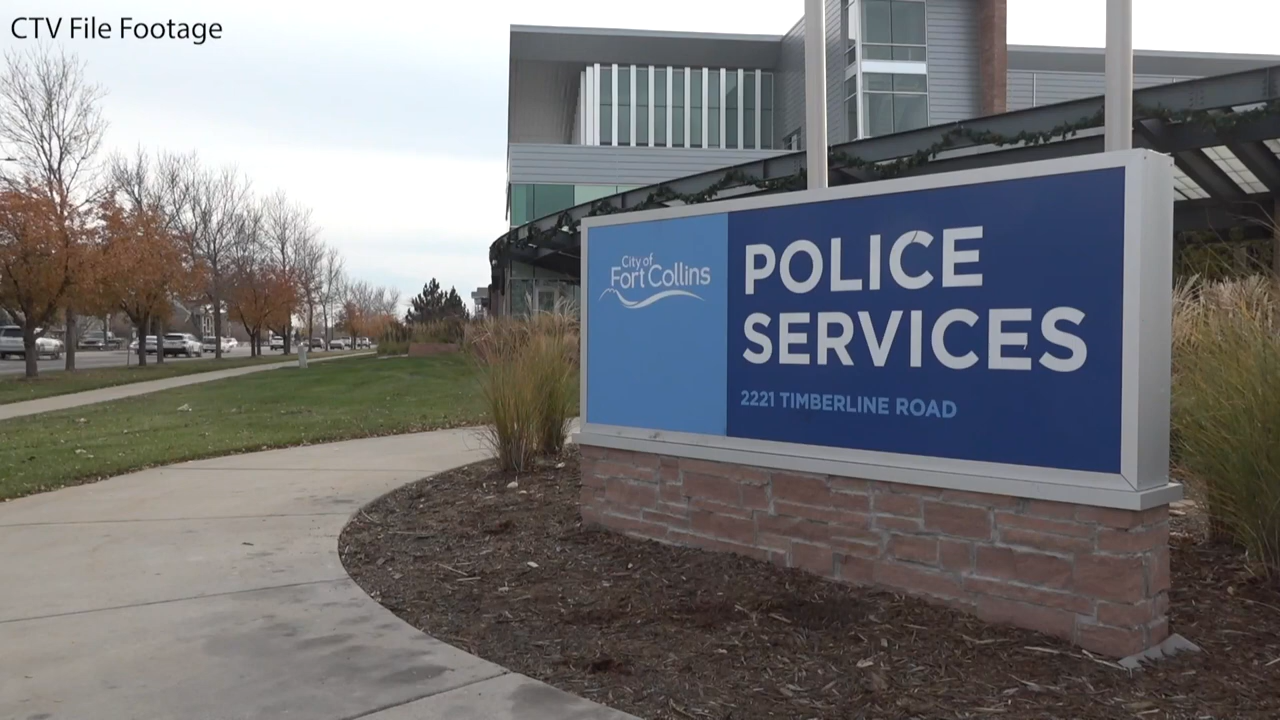 CTV File Footage
City of
Fort Collins
POLICE
SERVICES
2221 TIMBERLINE ROAD